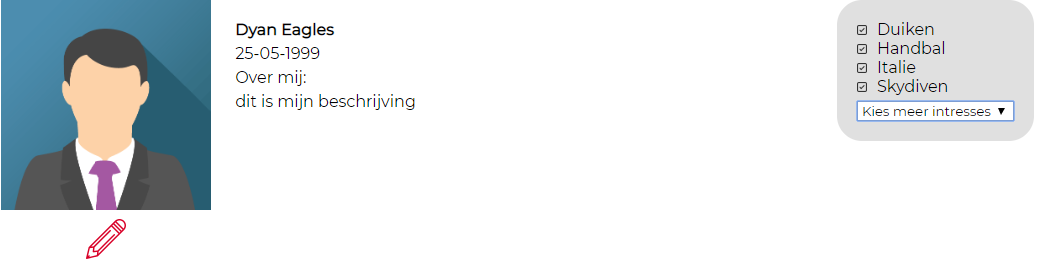 Dyan Eagles
25-05-1999
Over mij:
dit is mijn beschrijving
Duiken
Handbal
Italie
Skydiven
Kies meer intresses